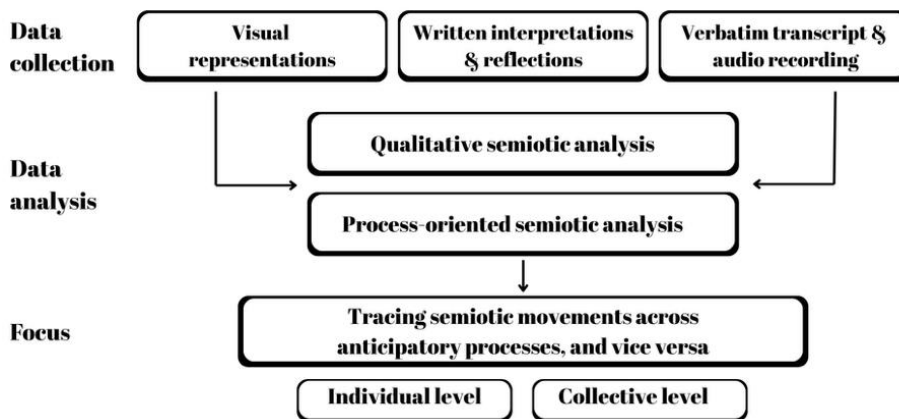 Data
collection
Visual
representations
Written interpretations
& reflections
Verbatim transcript &
audio recording
Data
analysis
Qualitative semiotic analysis
Process-oriented semiotic analysis
Focus
Tracing semiotic movements across
anticipatory processes, and vice versa
Individual level
Collective level